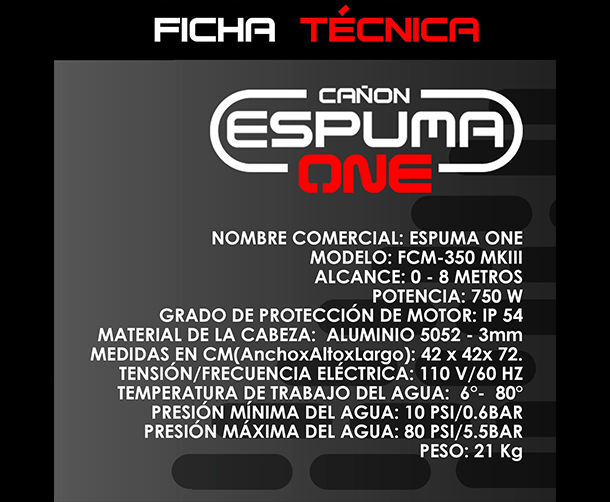 FICHA TÉCNICA
CAÑON
ESPUMA
ONE
NOMBRE COMERCIAL: ESPUMA ONE
MODELO: FCM-350 MKIII
ALCANCE: 0 - 8 METROS
POTENCIA: 750 W
GRADO DE PROTECCIÓN DE MOTOR: IP 54
MATERIAL DE LA CABEZA:  ALUMINIO 5052 - 3mm
MEDIDAS EN CM(AnchoxAltoxLargo): 42 x 42x 72.
TENSIÓN/FRECUENCIA ELÉCTRICA: 110 V/60 HZ
TEMPERATURA DE TRABAJO DEL AGUA:  6°-  80°
PRESIÓN MÍNIMA DEL AGUA: 10 PSI/0.6BAR
PRESIÓN MÁXIMA DEL AGUA: 80 PSI/5.5BAR
PESO: 21 Kg